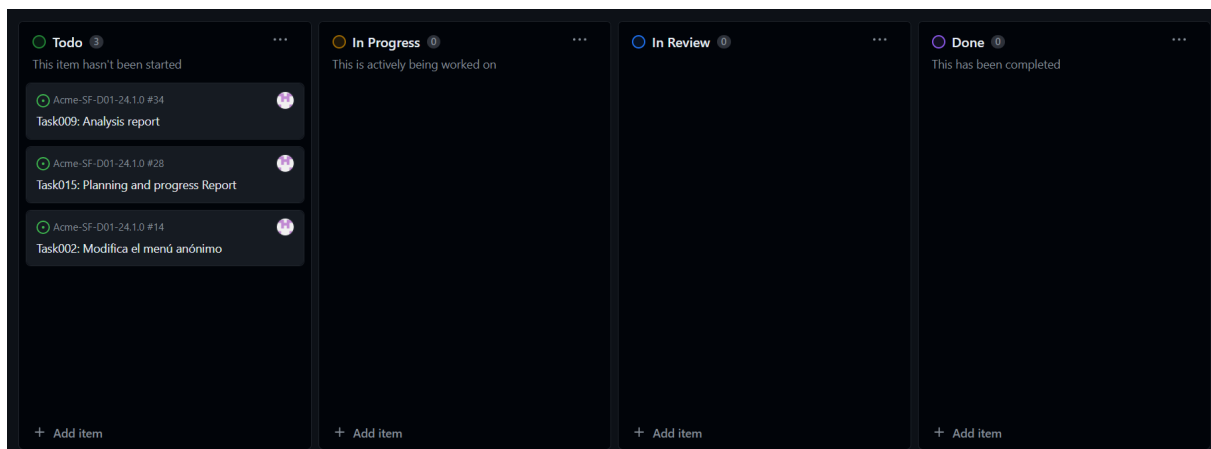 Todo 3 ...
This item hasn't been started
Acme-SF-D01-24.1.0 #34
Task009: Analysis report
Acme-SF-D01-24.1.0 #28
Task015: Planning and progress Report
Acme-SF-D01-24.1.0 #14
Task002: Modifica el menú anónimo
+ Add item
In Progress 0 ...
This is actively being worked on
+ Add item
In Review 0 ...
+ Add item
Done 0 ...
This has been completed
+ Add item